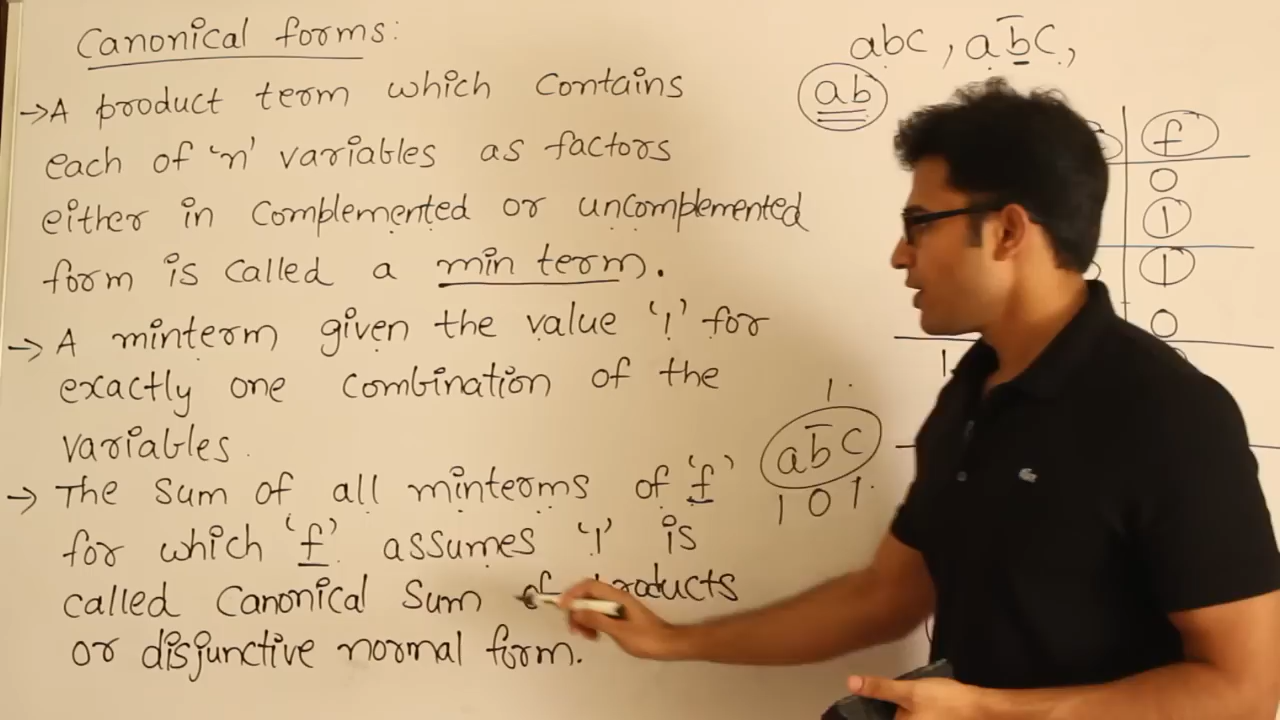 Canonical forms:
→ A product term which contains
each of 'n' variables as factors
either in complemented or uncomplemented
form is called a min term.
→ A minterm given the value '1' for
exactly one combination of the
variables.
→ The sum of all minterms of 'f'
for which 'f' assumes '1' is
called Canonical Sum of products
or disjunctive normal form.
abc, ab̅c,
ab
f
0
1
1
0
1
1.
ab̅c
1 0 1.